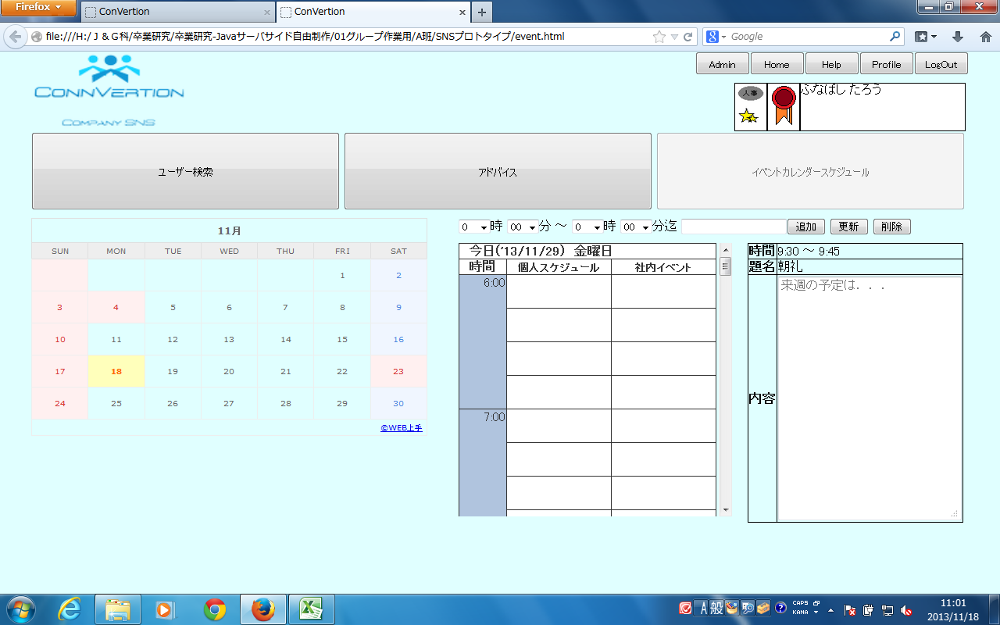 Firefox
ConVertion
ConVertion
file:///H:/Ｊ＆Ｇ科/卒業研究/卒業研究-Javaサーバサイド自由制作/01グループ作業用/A班/SNSプロトタイプ/event.html
Google
CONNVERTION
COMPANY SNS
Admin Home Help Profile LogOut
人事
ふなばし たろう
ユーザー検索
アドバイス
イベントカレンダースケジュール
11月
SUN MON TUE WED THU FRI SAT
1 2
3 4 5 6 7 8 9
10 11 12 13 14 15 16
17 18 19 20 21 22 23
24 25 26 27 28 29 30
©WEB上手
0 時 00 分 ～ 0 時 00 分迄 追加 更新 削除
今日('13/11/29) 金曜日
時間 個人スケジュール 社内イベント
6:00
7:00
時間 9:30 ～ 9:45
題名 朝礼
内容 来週の予定は．．．
A 般 CAPS KANA
11:01
2013/11/18